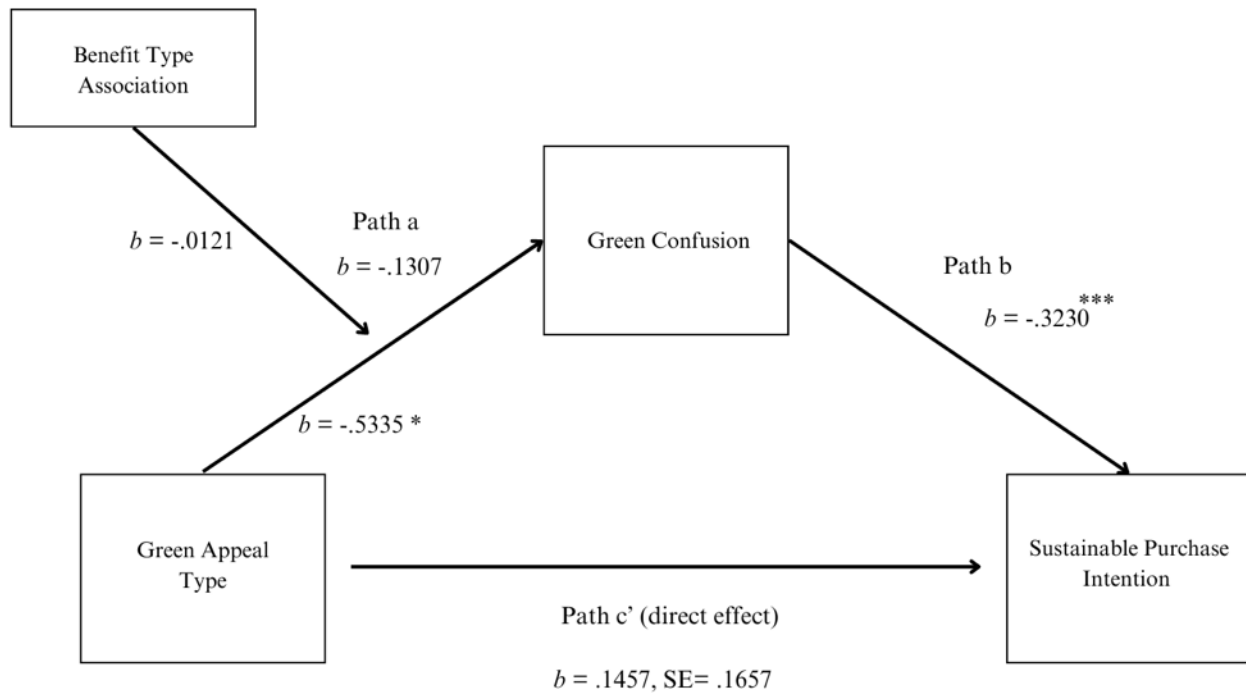 Benefit Type
Association
b = -.0121
Path a
b = -.1307
Green Confusion
Path b
b = -.3230***
b = -.5335 *
Green Appeal
Type
Sustainable Purchase
Intention
Path c’ (direct effect)
b = .1457, SE= .1657